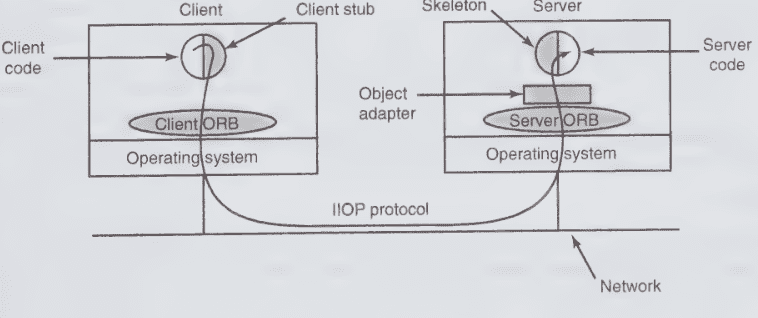 Client
Client stub
Skeleton
Server
Client
code
Server
code
Object
adapter
Client ORB
Server ORB
Operating system
Operating system
IIOP protocol
Network